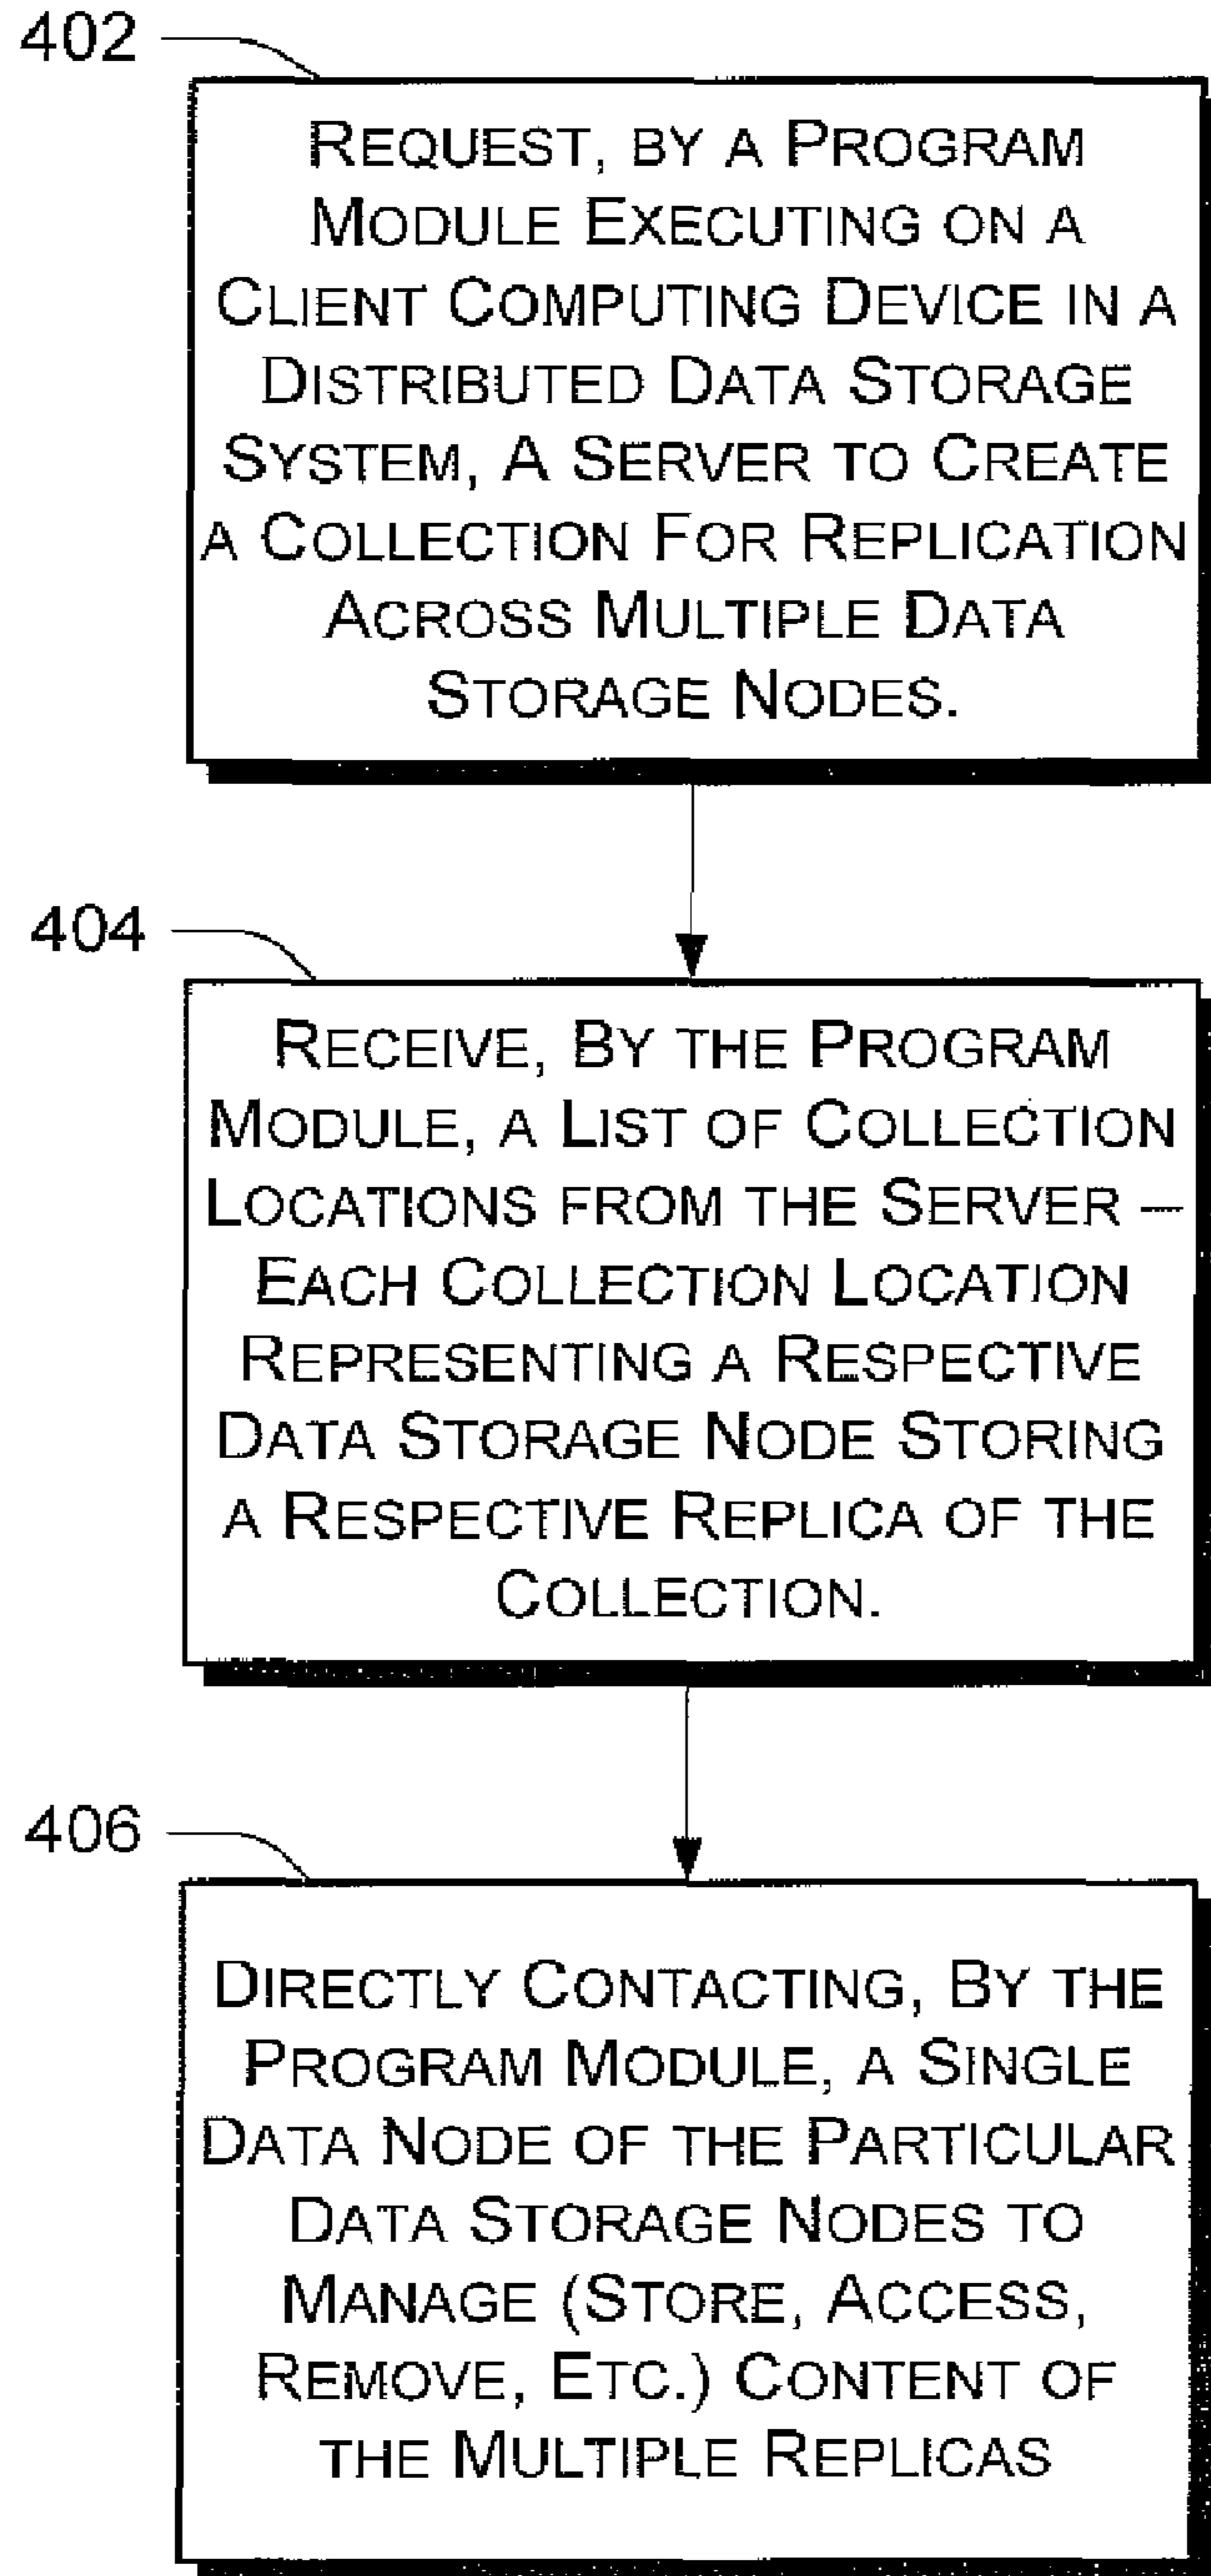 402
REQUEST, BY A PROGRAM
MODULE EXECUTING ON A
CLIENT COMPUTING DEVICE IN A
DISTRIBUTED DATA STORAGE
SYSTEM, A SERVER TO CREATE
A COLLECTION FOR REPLICATION
ACROSS MULTIPLE DATA
STORAGE NODES.
404
RECEIVE, BY THE PROGRAM
MODULE, A LIST OF COLLECTION
LOCATIONS FROM THE SERVER –
EACH COLLECTION LOCATION
REPRESENTING A RESPECTIVE
DATA STORAGE NODE STORING
A RESPECTIVE REPLICA OF THE
COLLECTION.
406
DIRECTLY CONTACTING, BY THE
PROGRAM MODULE, A SINGLE
DATA NODE OF THE PARTICULAR
DATA STORAGE NODES TO
MANAGE (STORE, ACCESS,
REMOVE, ETC.) CONTENT OF
THE MULTIPLE REPLICAS